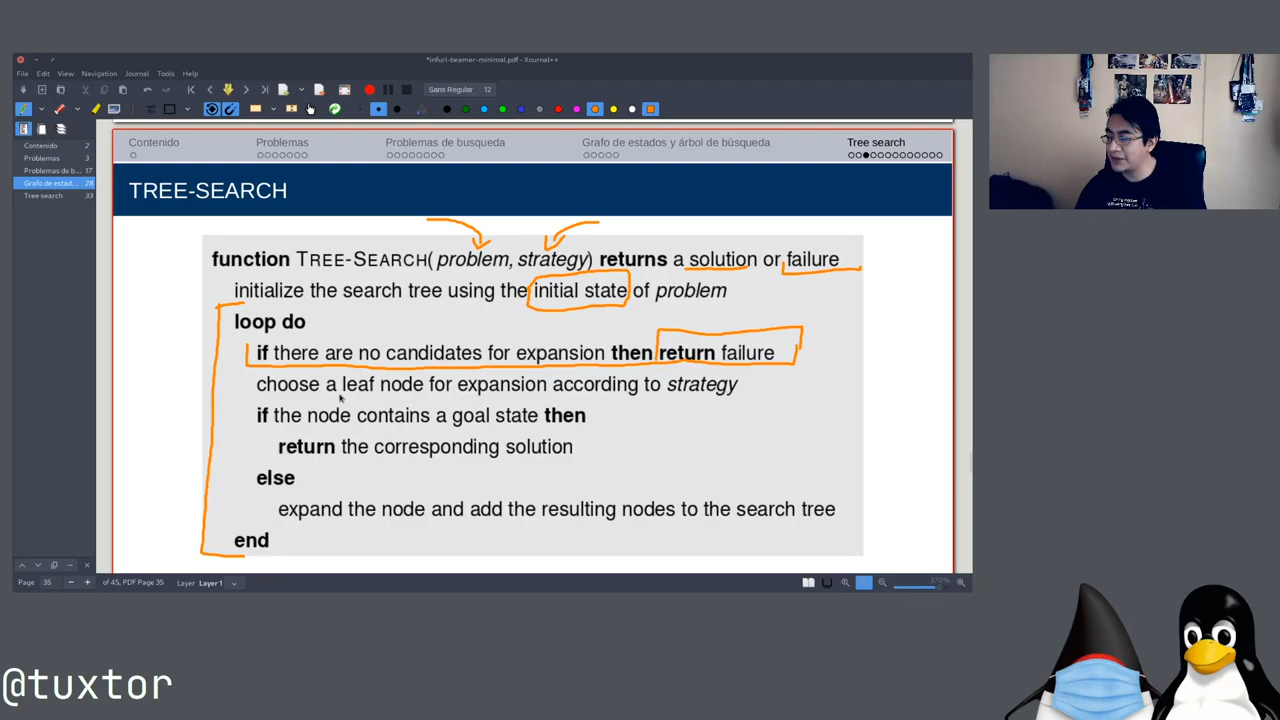 *infurl-beamer-minimal.pdf - Xournal++
File Edit View Navigation Journal Tools Help
Sans Regular 12
Contenido 2
Problemas 3
Problemas de b... 17
Grafo de estad... 28
Tree search 33
Contenido Problemas Problemas de busqueda Grafo de estados y árbol de búsqueda Tree search
TREE-SEARCH
function TREE-SEARCH( problem, strategy) returns a solution or failure
initialize the search tree using the initial state of problem
loop do
if there are no candidates for expansion then return failure
choose a leaf node for expansion according to strategy
if the node contains a goal state then
return the corresponding solution
else
expand the node and add the resulting nodes to the search tree
end
Page 35 of 45, PDF Page 35 Layer Layer 1
@tuxtor